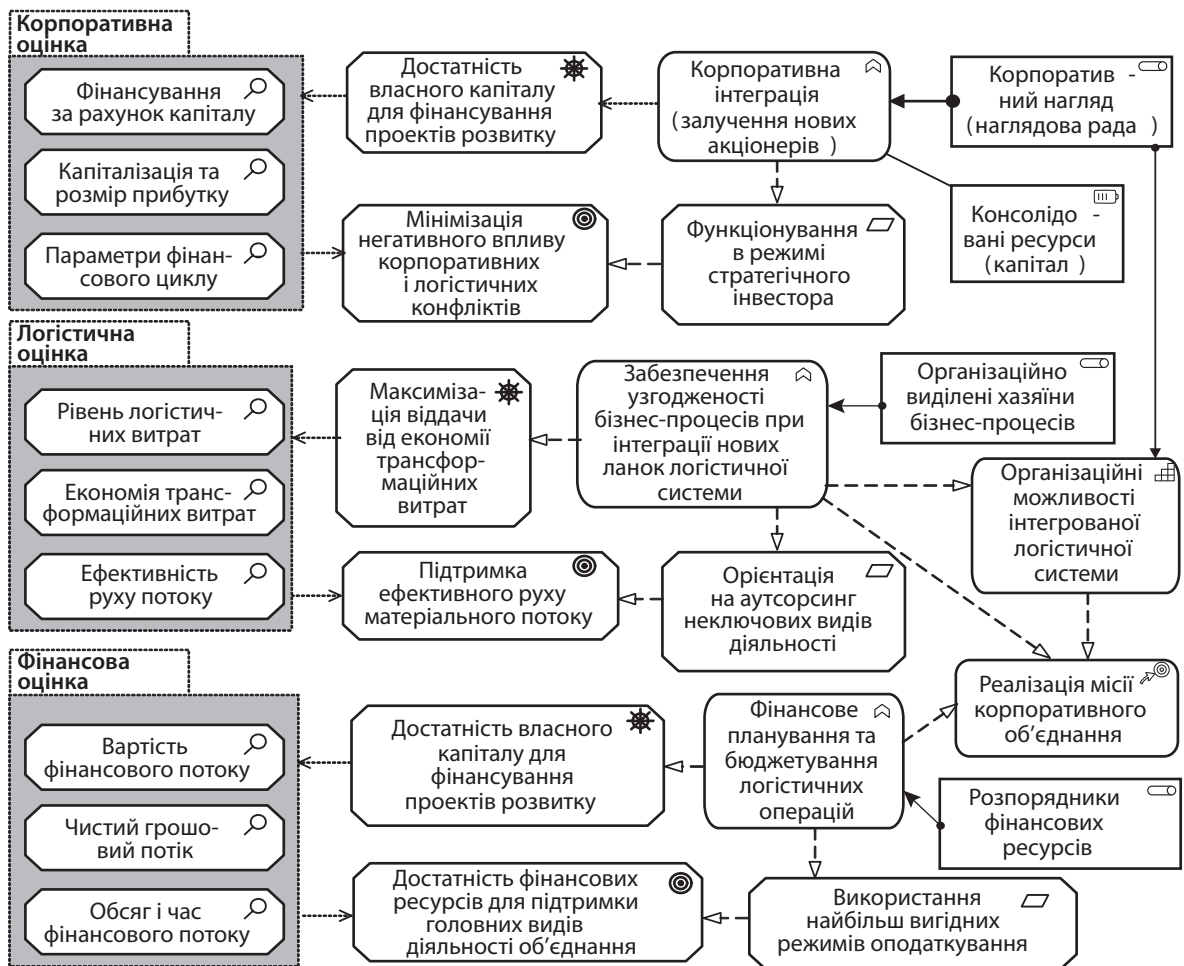 Корпоративна
оцінка
Фінансування
за рахунок капіталу
Капіталізація та
розмір прибутку
Параметри фінан-
сового циклу
Достатність
власного капіталу
для фінансування
проектів розвитку
Мінімізація
негативного впливу
корпоративних
і логістичних
конфліктів
Корпоративна
інтеграція
(залучення нових
акціонерів )
Функціонування
в режимі
стратегічного
інвестора
Корпоратив -
ний нагляд
(наглядова рада )
Консолідо -
вані ресурси
(капітал )
Логістична
оцінка
Рівень логістич-
них витрат
Економія транс-
формаційних витрат
Ефективність
руху потоку
Максиміза-
ція віддачи
від економії
трансфор-
маційних
витрат
Підтримка
ефективного руху
матеріального потоку
Забезпечення
узгодженості
бізнес-процесів при
інтеграції нових
ланок логістичної
системи
Орієнтація
на аутсорсинг
неключових видів
діяльності
Організаційно
виділені хазяїни
бізнес-процесів
Організаційні
можливості
інтегрованої
логістичної
системи
Фінансова
оцінка
Вартість
фінансового потоку
Чистий грошо-
вий потік
Обсяг і час
фінансового потоку
Достатність власного
капіталу для
фінансування
проектів розвитку
Достатність фінансових
ресурсів для підтримки
головних видів
діяльності об’єднання
Фінансове
планування та
бюджетування
логістичних
операцій
Використання
найбільш вигідних
режимів оподаткування
Реалізація місії
корпоративного
об’єднання
Розпорядники
фінансових
ресурсів